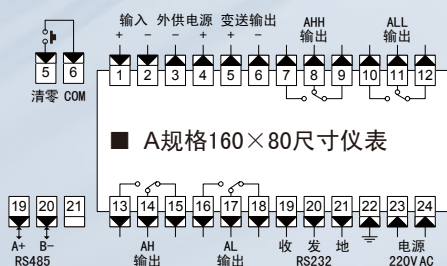 输入 外供电源 变送输出 AHH ALL
+ − − + + − 输出 输出
5 6 1 2 3 4 5 6 7 8 9 10 11 12
清零 COM
■ A规格160×80尺寸仪表
19 20 21 13 14 15 16 17 18 19 20 21 22 23 24
A+ B− AH AL 收 发 地 电源
RS485 输出 输出 RS232 220V AC